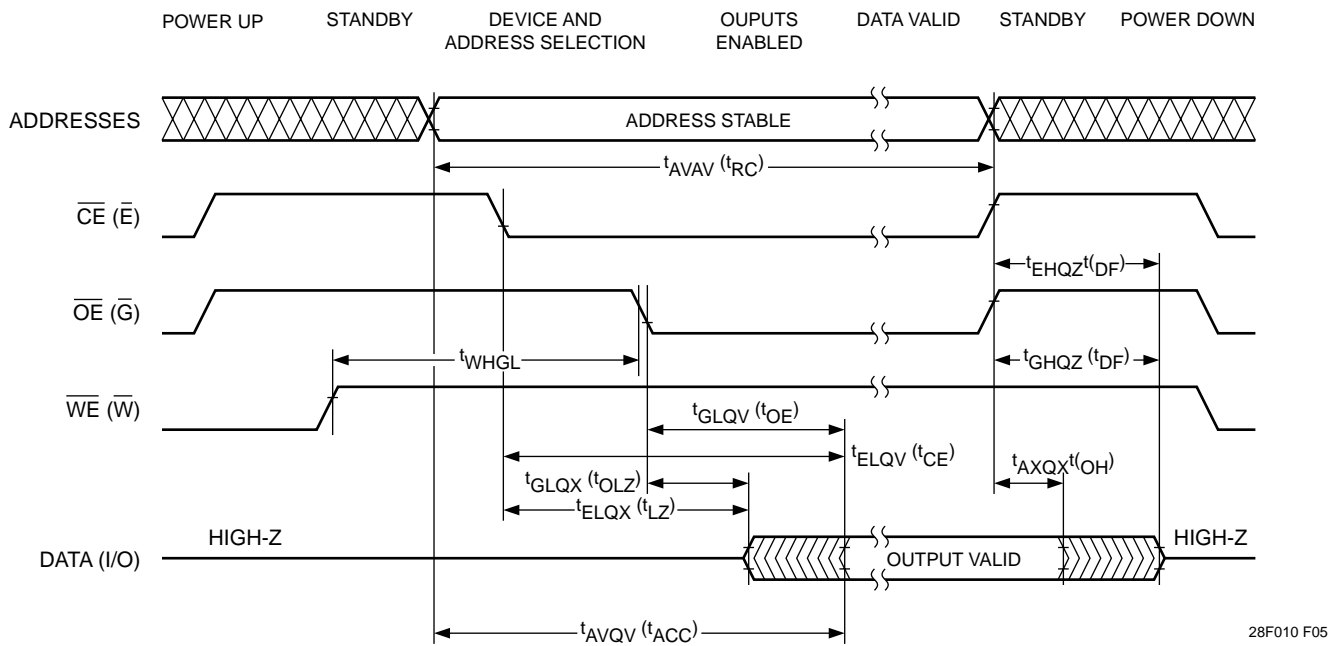 POWER UP
STANDBY
DEVICE AND
ADDRESS SELECTION
OUPUTS
ENABLED
DATA VALID
STANDBY
POWER DOWN
ADDRESSES
ADDRESS STABLE
tAVAV (tRC)
CE (E)
tEHQZt(DF)
OE (G)
tWHGL
tGHQZ (tDF)
WE (W)
tGLQV (tOE)
tELQV (tCE)
tAXQXt(OH)
tGLQX (tOLZ)
tELQX (tLZ)
HIGH-Z
HIGH-Z
DATA (I/O)
OUTPUT VALID
tAVQV (tACC)
28F010 F05